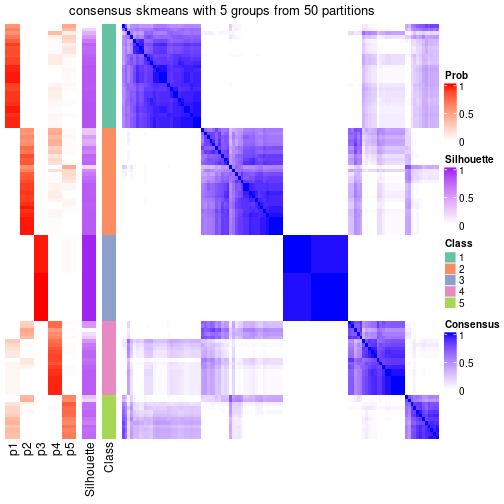 consensus skmeans with 5 groups from 50 partitions
Prob
1
0.5
0
Silhouette
1
0.5
0
Class
1
2
3
4
5
Consensus
1
0.5
0
p1
p2
p3
p4
p5
Silhouette
Class